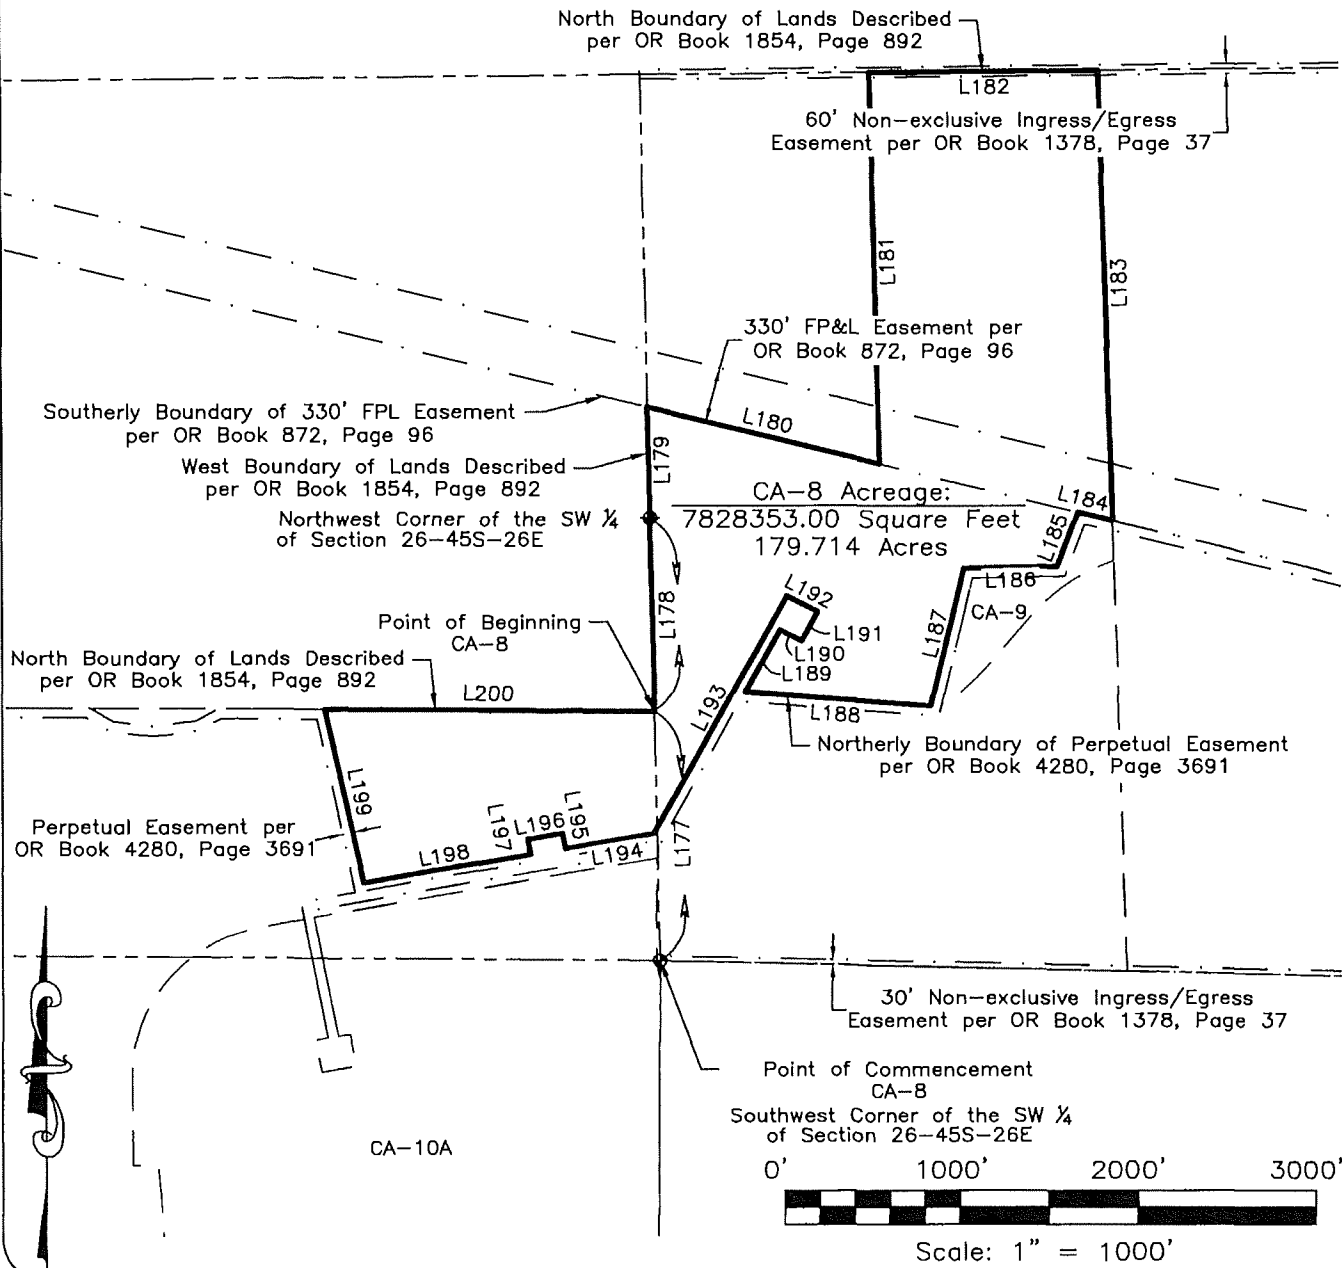 North Boundary of Lands Described
per OR Book 1854, Page 892
L182
60' Non-exclusive Ingress/Egress
Easement per OR Book 1378, Page 37
L181
L183
330' FP&L Easement per
OR Book 872, Page 96
Southerly Boundary of 330' FPL Easement
per OR Book 872, Page 96
L180
L179
West Boundary of Lands Described
per OR Book 1854, Page 892
CA-8 Acreage:
7828353.00 Square Feet
179.714 Acres
L184
Northwest Corner of the SW ¼
of Section 26-45S-26E
L185
L186
L192
CA-9
L178
L187
Point of Beginning
CA-8
L191
L190
L189
North Boundary of Lands Described
per OR Book 1854, Page 892
L200
L193
L188
Northerly Boundary of Perpetual Easement
per OR Book 4280, Page 3691
L199
Perpetual Easement per
OR Book 4280, Page 3691
L197
L196
L195
L198
L194
L177
30' Non-exclusive Ingress/Egress
Easement per OR Book 1378, Page 37
Point of Commencement
CA-8
Southwest Corner of the SW ¼
of Section 26-45S-26E
CA-10A
0' 1000' 2000' 3000'
Scale: 1" = 1000'